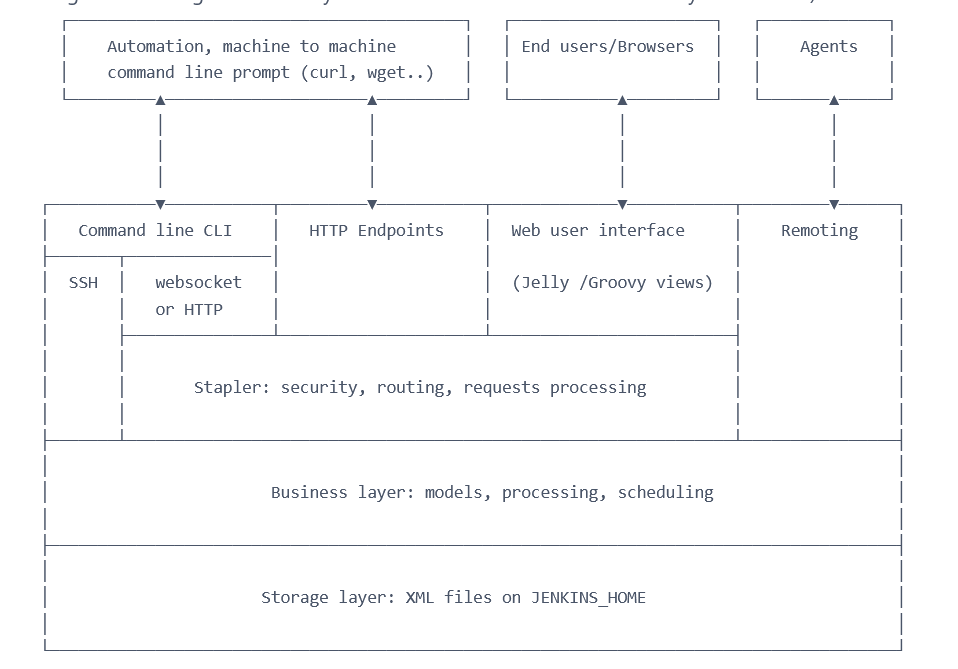 Automation, machine to machine
command line prompt (curl, wget..)
End users/Browsers
Agents
Command line CLI
HTTP Endpoints
Web user interface
Remoting
SSH
websocket
or HTTP
(Jelly /Groovy views)
Stapler: security, routing, requests processing
Business layer: models, processing, scheduling
Storage layer: XML files on JENKINS_HOME